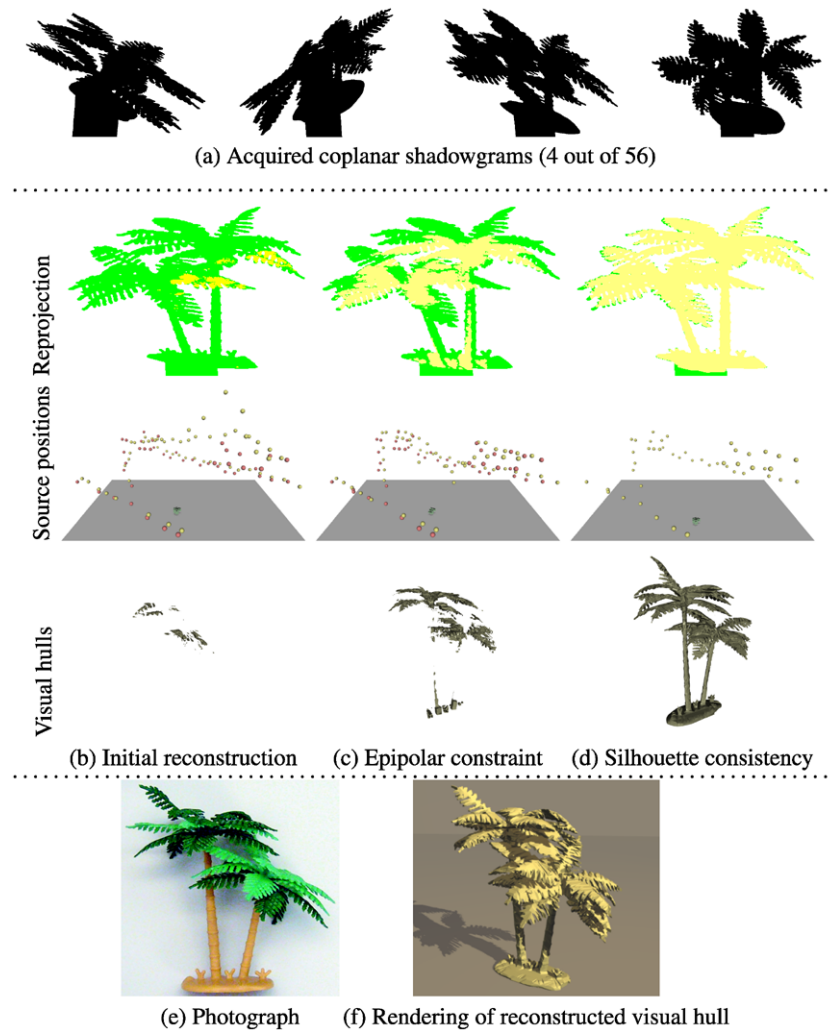 (a) Acquired coplanar shadowgrams (4 out of 56)
Reprojection
Source positions
Visual hulls
(b) Initial reconstruction (c) Epipolar constraint (d) Silhouette consistency
(e) Photograph (f) Rendering of reconstructed visual hull